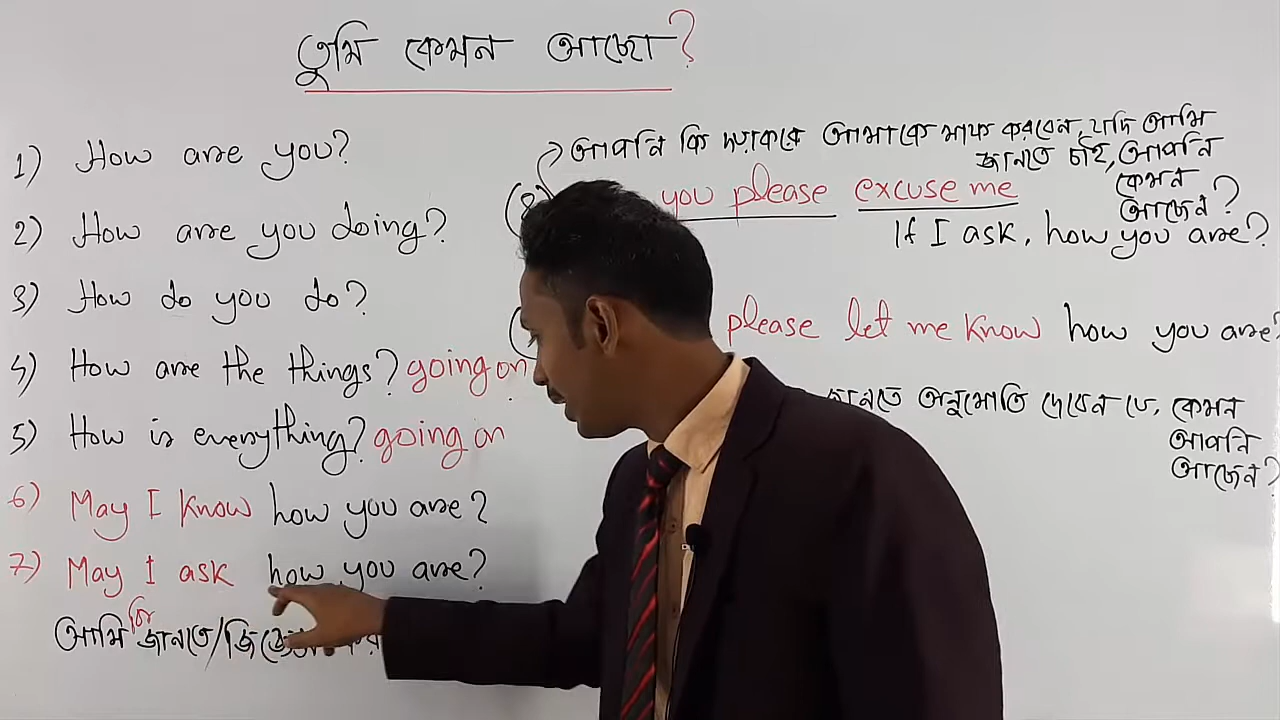 তুমি কেমন আছো?
1) How are you?
2) How are you doing?
3) How do you do?
4) How are the things? going on
5) How is everything? going on
6) May I know how you are?
7) May I ask how you are?
আমি কি জানতে/জিজ্ঞেস
আপনি কি দয়াকরে আমাকে মাফ করবেন, যদি আমি
জানতে চাই, আপনি
কেমন
আছেন?
(8) you please excuse me
If I ask, how you are?
please let me know how you are?
জানতে অনুমোতি দেবেন যে, কেমন
আপনি
আছেন?